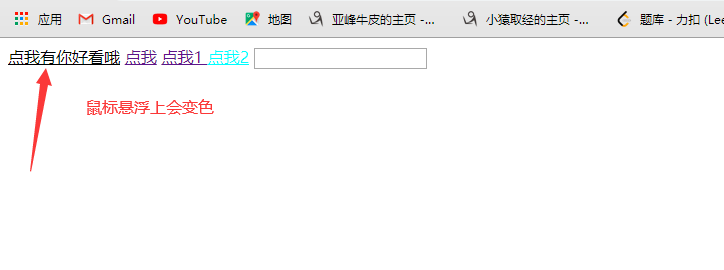 应用 Gmail YouTube 地图 亚峰牛皮的主页 -... 小猿取经的主页 -... 题库 - 力扣 (Lee
点我有你好看哦 点我 点我1 点我2
鼠标悬浮上会变色